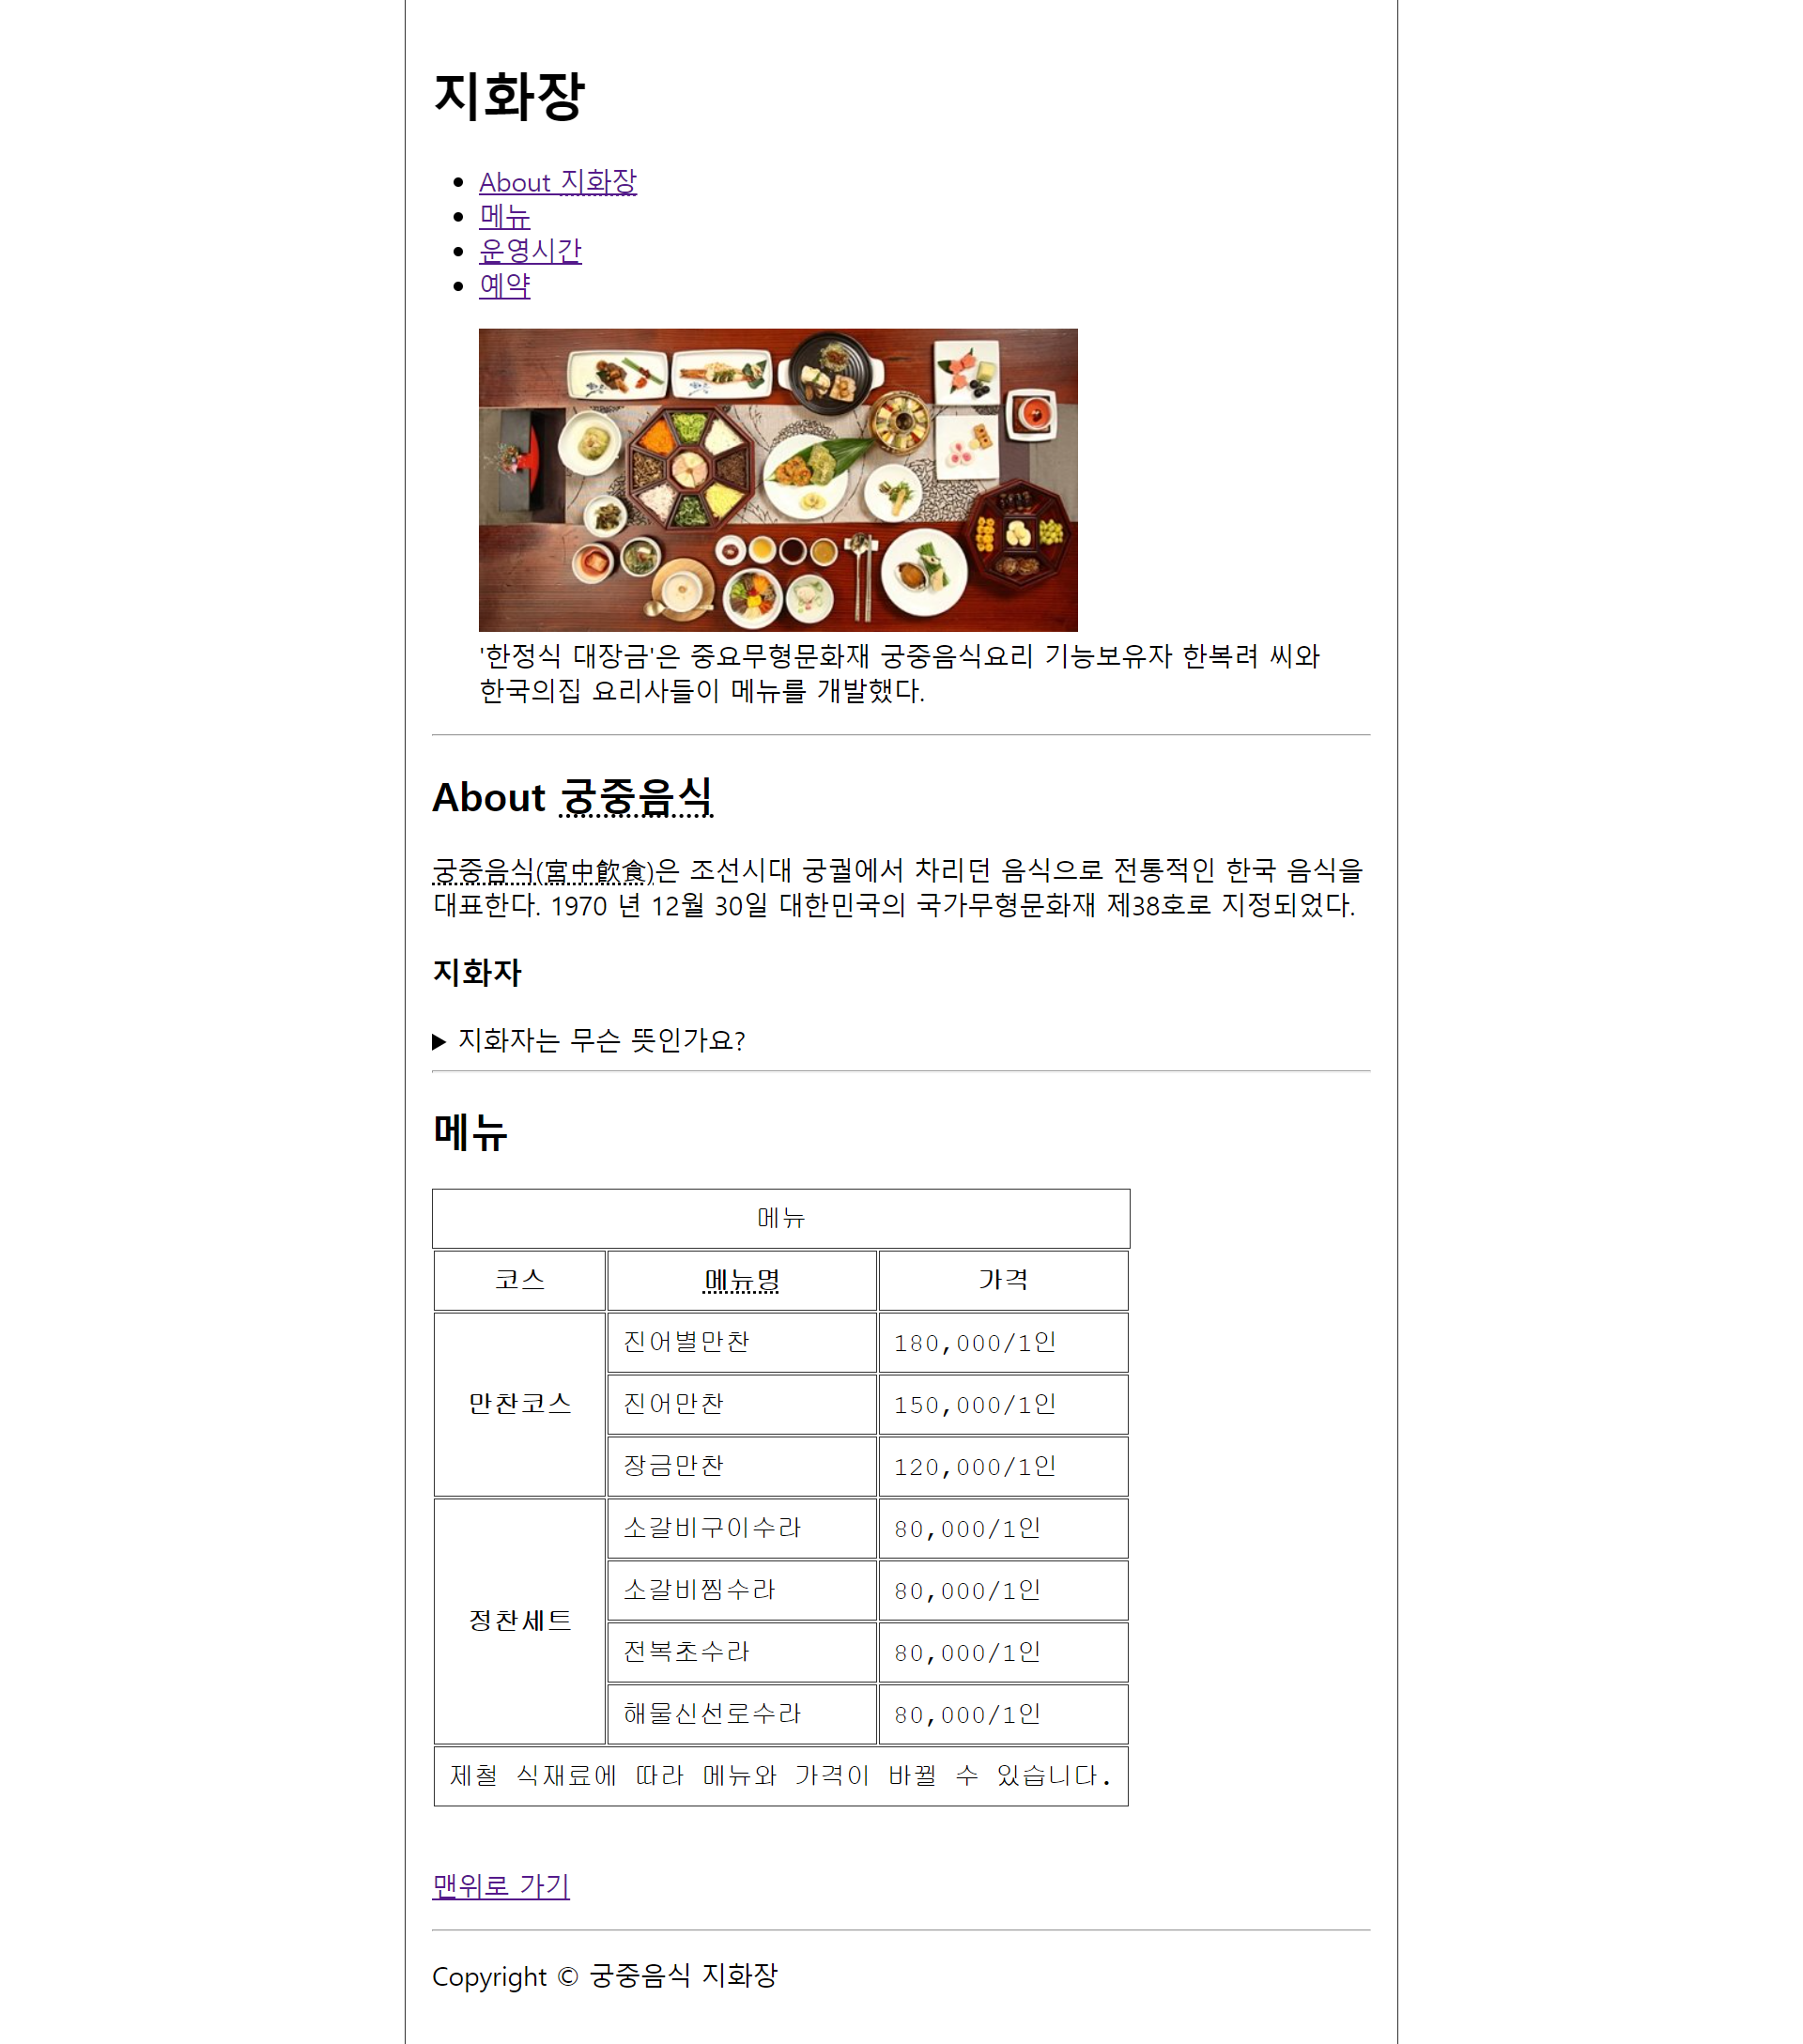 지화장
About 지화장
메뉴
운영시간
예약
'한정식 대장금'은 중요무형문화재 궁중음식요리 기능보유자 한복려 씨와
한국의집 요리사들이 메뉴를 개발했다.
About 궁중음식
궁중음식(宮中飮食)은 조선시대 궁궐에서 차리던 음식으로 전통적인 한국 음식을
대표한다. 1970 년 12월 30일 대한민국의 국가무형문화재 제38호로 지정되었다.
지화자
지화자는 무슨 뜻인가요?
메뉴
메뉴
코스 메뉴명 가격
만찬코스
진어별만찬 180,000/1인
진어만찬 150,000/1인
장금만찬 120,000/1인
정찬세트
소갈비구이수라 80,000/1인
소갈비찜수라 80,000/1인
전복초수라 80,000/1인
해물신선로수라 80,000/1인
제철 식재료에 따라 메뉴와 가격이 바뀔 수 있습니다.
맨위로 가기
Copyright © 궁중음식 지화장